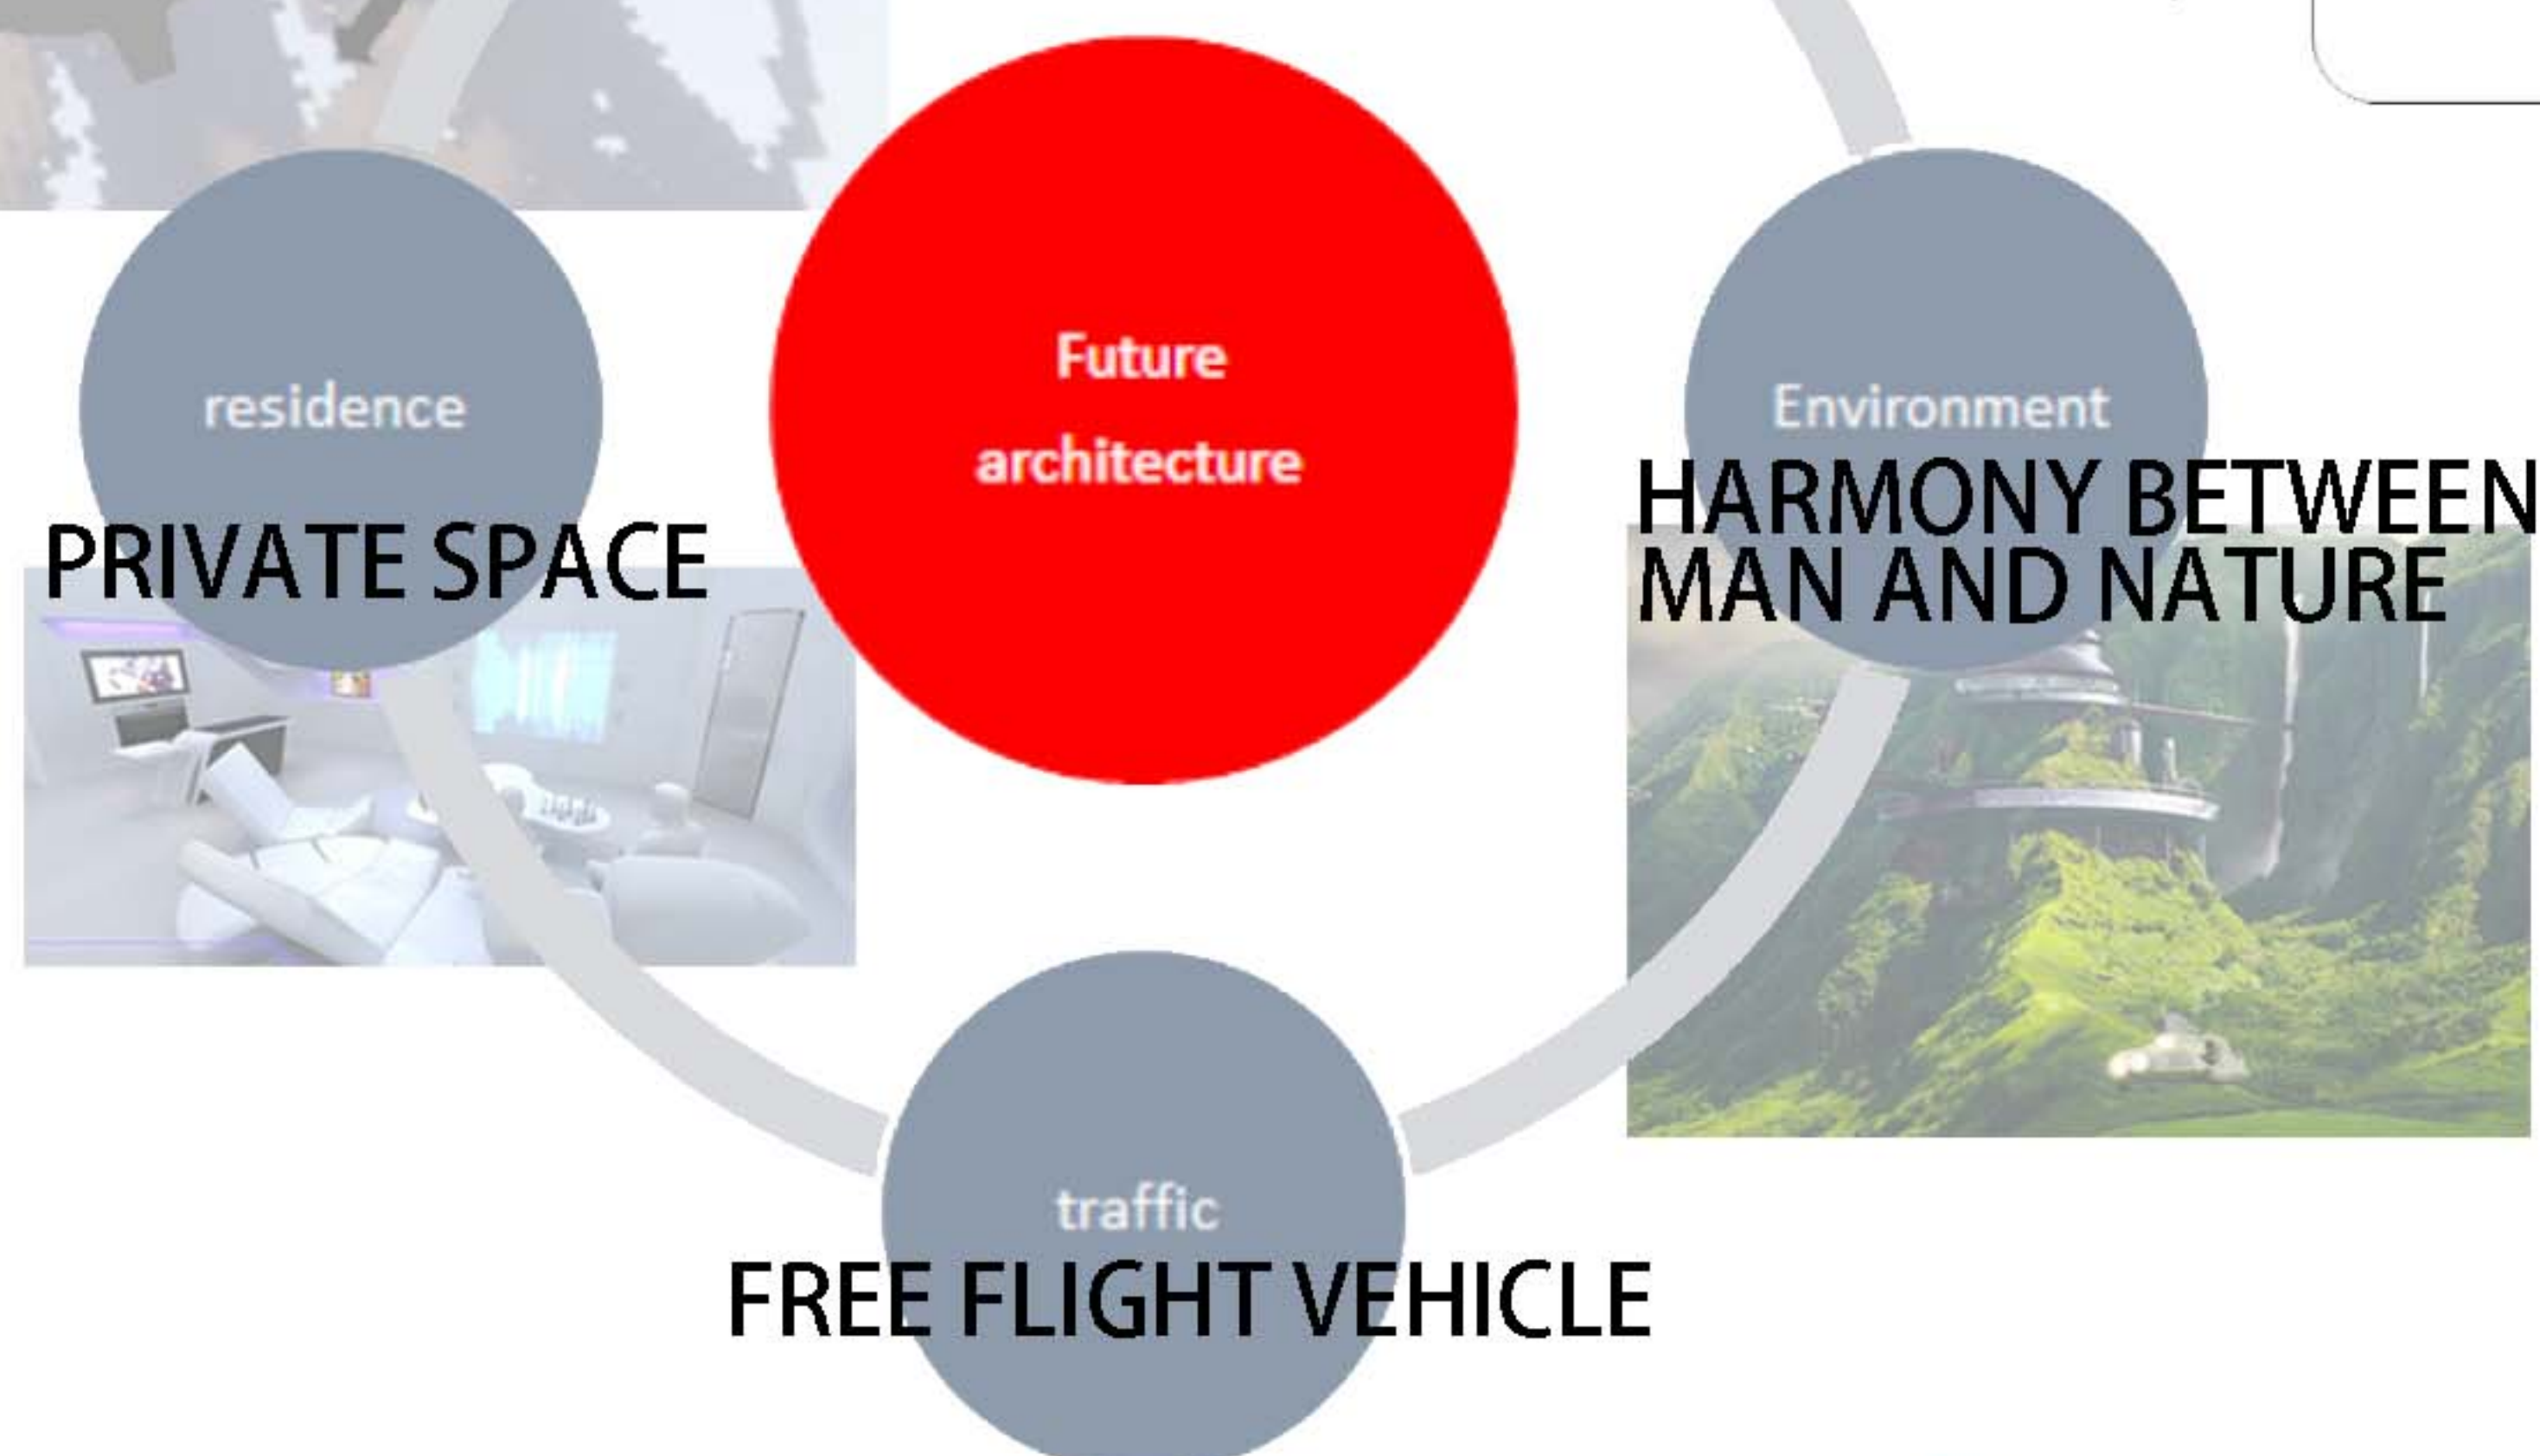 Future
architecture
residence
PRIVATE SPACE
Environment
HARMONY BETWEEN
MAN AND NATURE
traffic
FREE FLIGHT VEHICLE